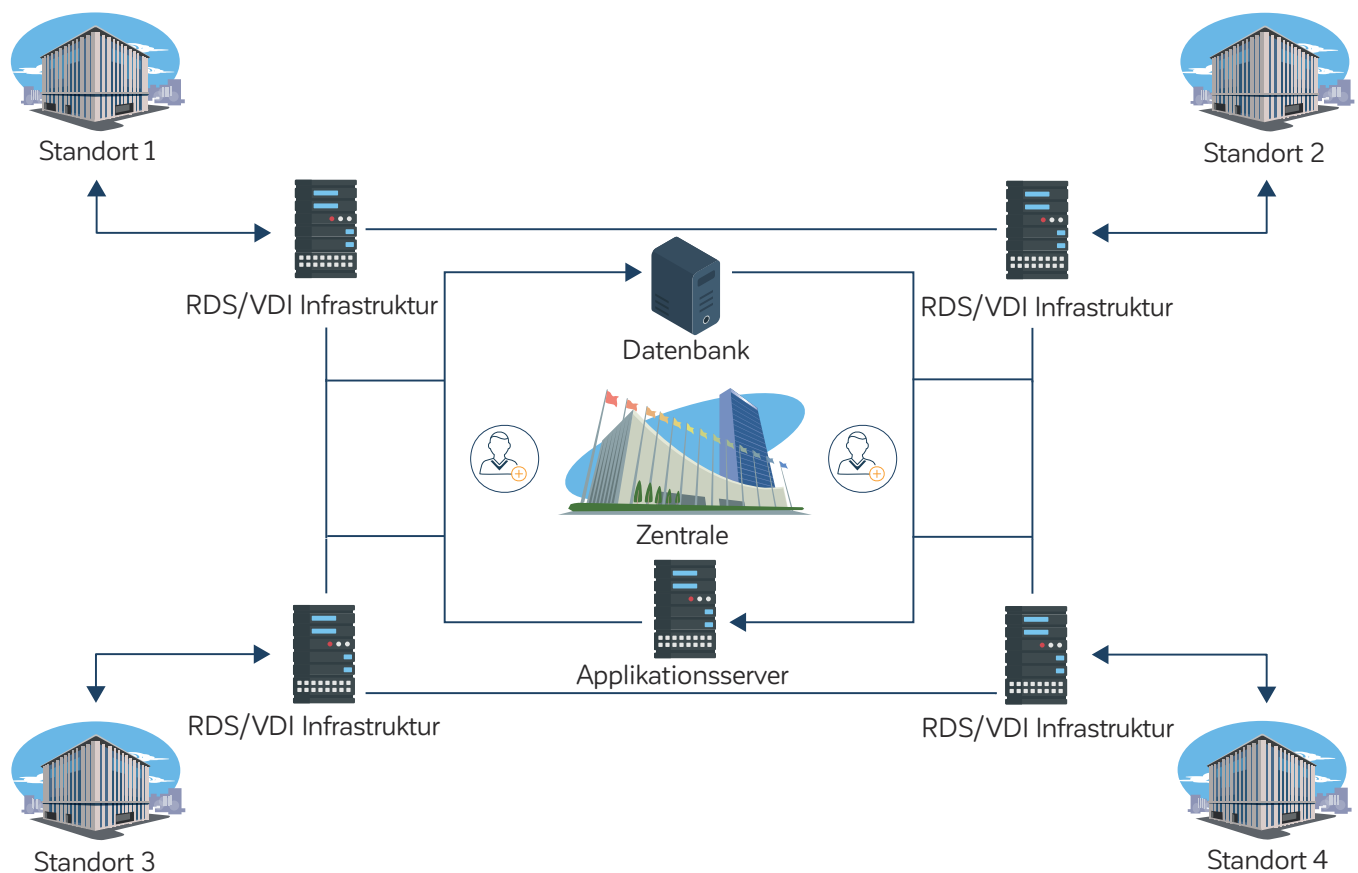 Standort 1
Standort 2
RDS/VDI Infrastruktur
RDS/VDI Infrastruktur
Datenbank
Zentrale
Applikationsserver
RDS/VDI Infrastruktur
RDS/VDI Infrastruktur
Standort 3
Standort 4